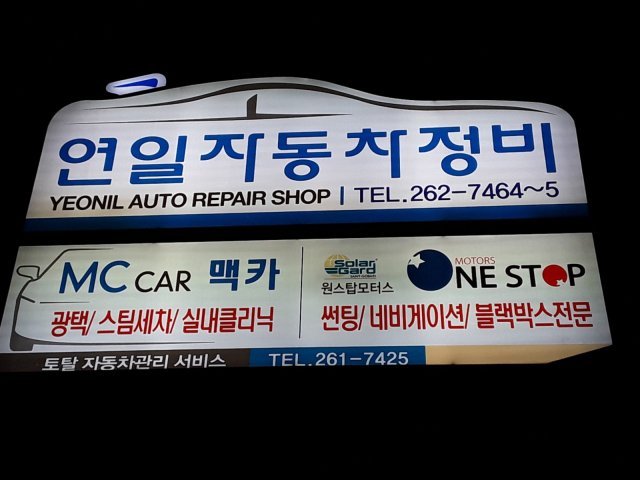 연일자동차정비
YEONIL AUTO REPAIR SHOP | TEL.262-7464~5
MC CAR 맥카
광택/ 스팀세차/ 실내클리닉
Solar Gard
SAINT-GOBAIN
원스탑모터스
MOTORS
ONE STOP
썬팅/ 네비게이션/ 블랙박스전문
토탈 자동차관리 서비스
TEL.261-7425